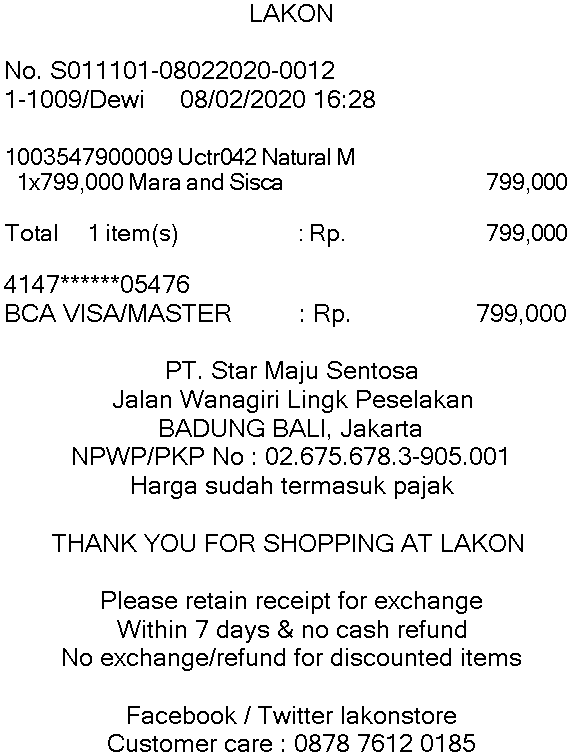 LAKON
No. S011101-08022020-0012
1-1009/Dewi 08/02/2020 16:28
1003547900009 Uctr042 Natural M
1x799,000 Mara and Sisca 799,000
Total 1 item(s) : Rp. 799,000
4147******05476
BCA VISA/MASTER : Rp. 799,000
PT. Star Maju Sentosa
Jalan Wanagiri Lingk Peselakan
BADUNG BALI, Jakarta
NPWP/PKP No : 02.675.678.3-905.001
Harga sudah termasuk pajak
THANK YOU FOR SHOPPING AT LAKON
Please retain receipt for exchange
Within 7 days & no cash refund
No exchange/refund for discounted items
Facebook / Twitter lakonstore
Customer care : 0878 7612 0185